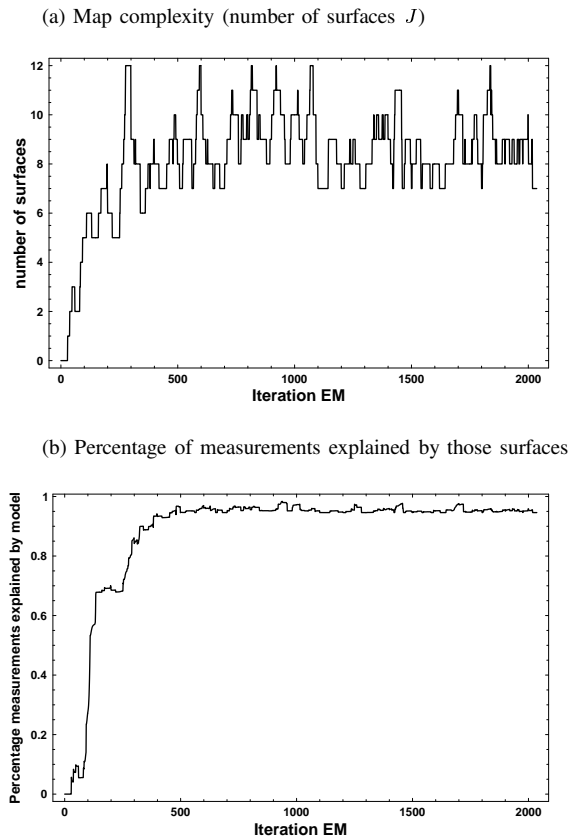 (a) Map complexity (number of surfaces J)
12
10
8
6
4
2
0
number of surfaces
0 500 1000 1500 2000
Iteration EM
(b) Percentage of measurements explained by those surfaces
1
0.8
0.6
0.4
0.2
0
Percentage measurements explained by model
0 500 1000 1500 2000
Iteration EM